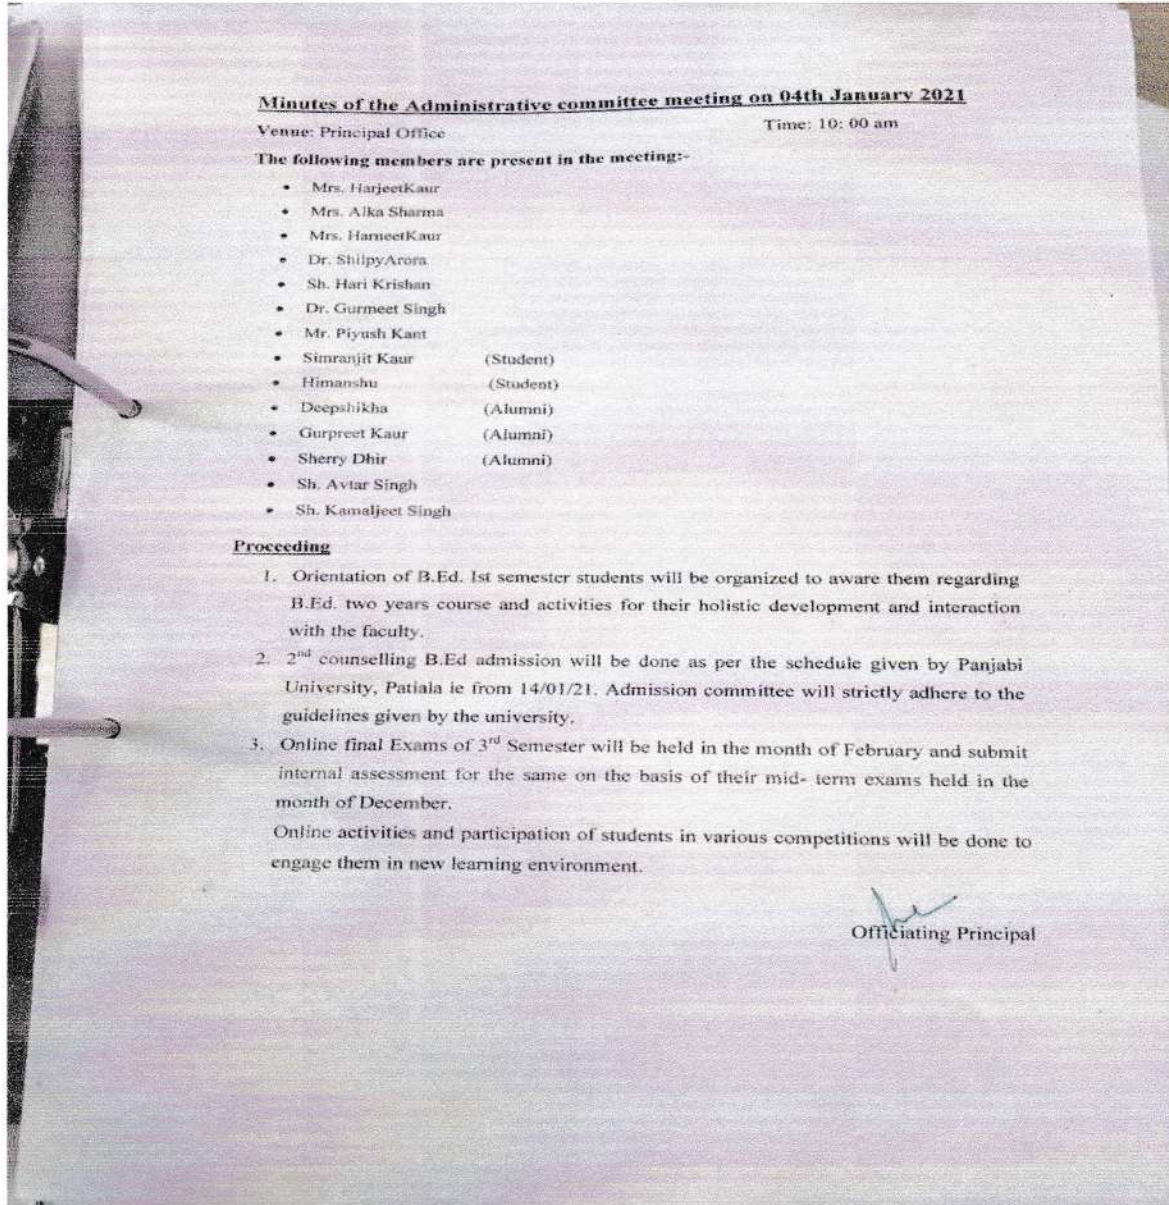 Minutes of the Administrative committee meeting on 04th January 2021
Venue: Principal Office Time: 10: 00 am
The following members are present in the meeting:-
• Mrs. HarjeetKaur
• Mrs. Alka Sharma
• Mrs. HarneetKaur
• Dr. ShilpyArora
• Sh. Hari Krishan
• Dr. Gurmeet Singh
• Mr. Piyush Kant
• Simranjit Kaur (Student)
• Himanshu (Student)
• Deepshikha (Alumni)
• Gurpreet Kaur (Alumni)
• Sherry Dhir (Alumni)
• Sh. Avtar Singh
• Sh. Kamaljeet Singh
Proceeding
1. Orientation of B.Ed. Ist semester students will be organized to aware them regarding
B.Ed. two years course and activities for their holistic development and interaction
with the faculty.
2. 2nd counselling B.Ed admission will be done as per the schedule given by Panjabi
University, Patiala ie from 14/01/21. Admission committee will strictly adhere to the
guidelines given by the university.
3. Online final Exams of 3rd Semester will be held in the month of February and submit
internal assessment for the same on the basis of their mid- term exams held in the
month of December.
Online activities and participation of students in various competitions will be done to
engage them in new learning environment.
Officiating Principal